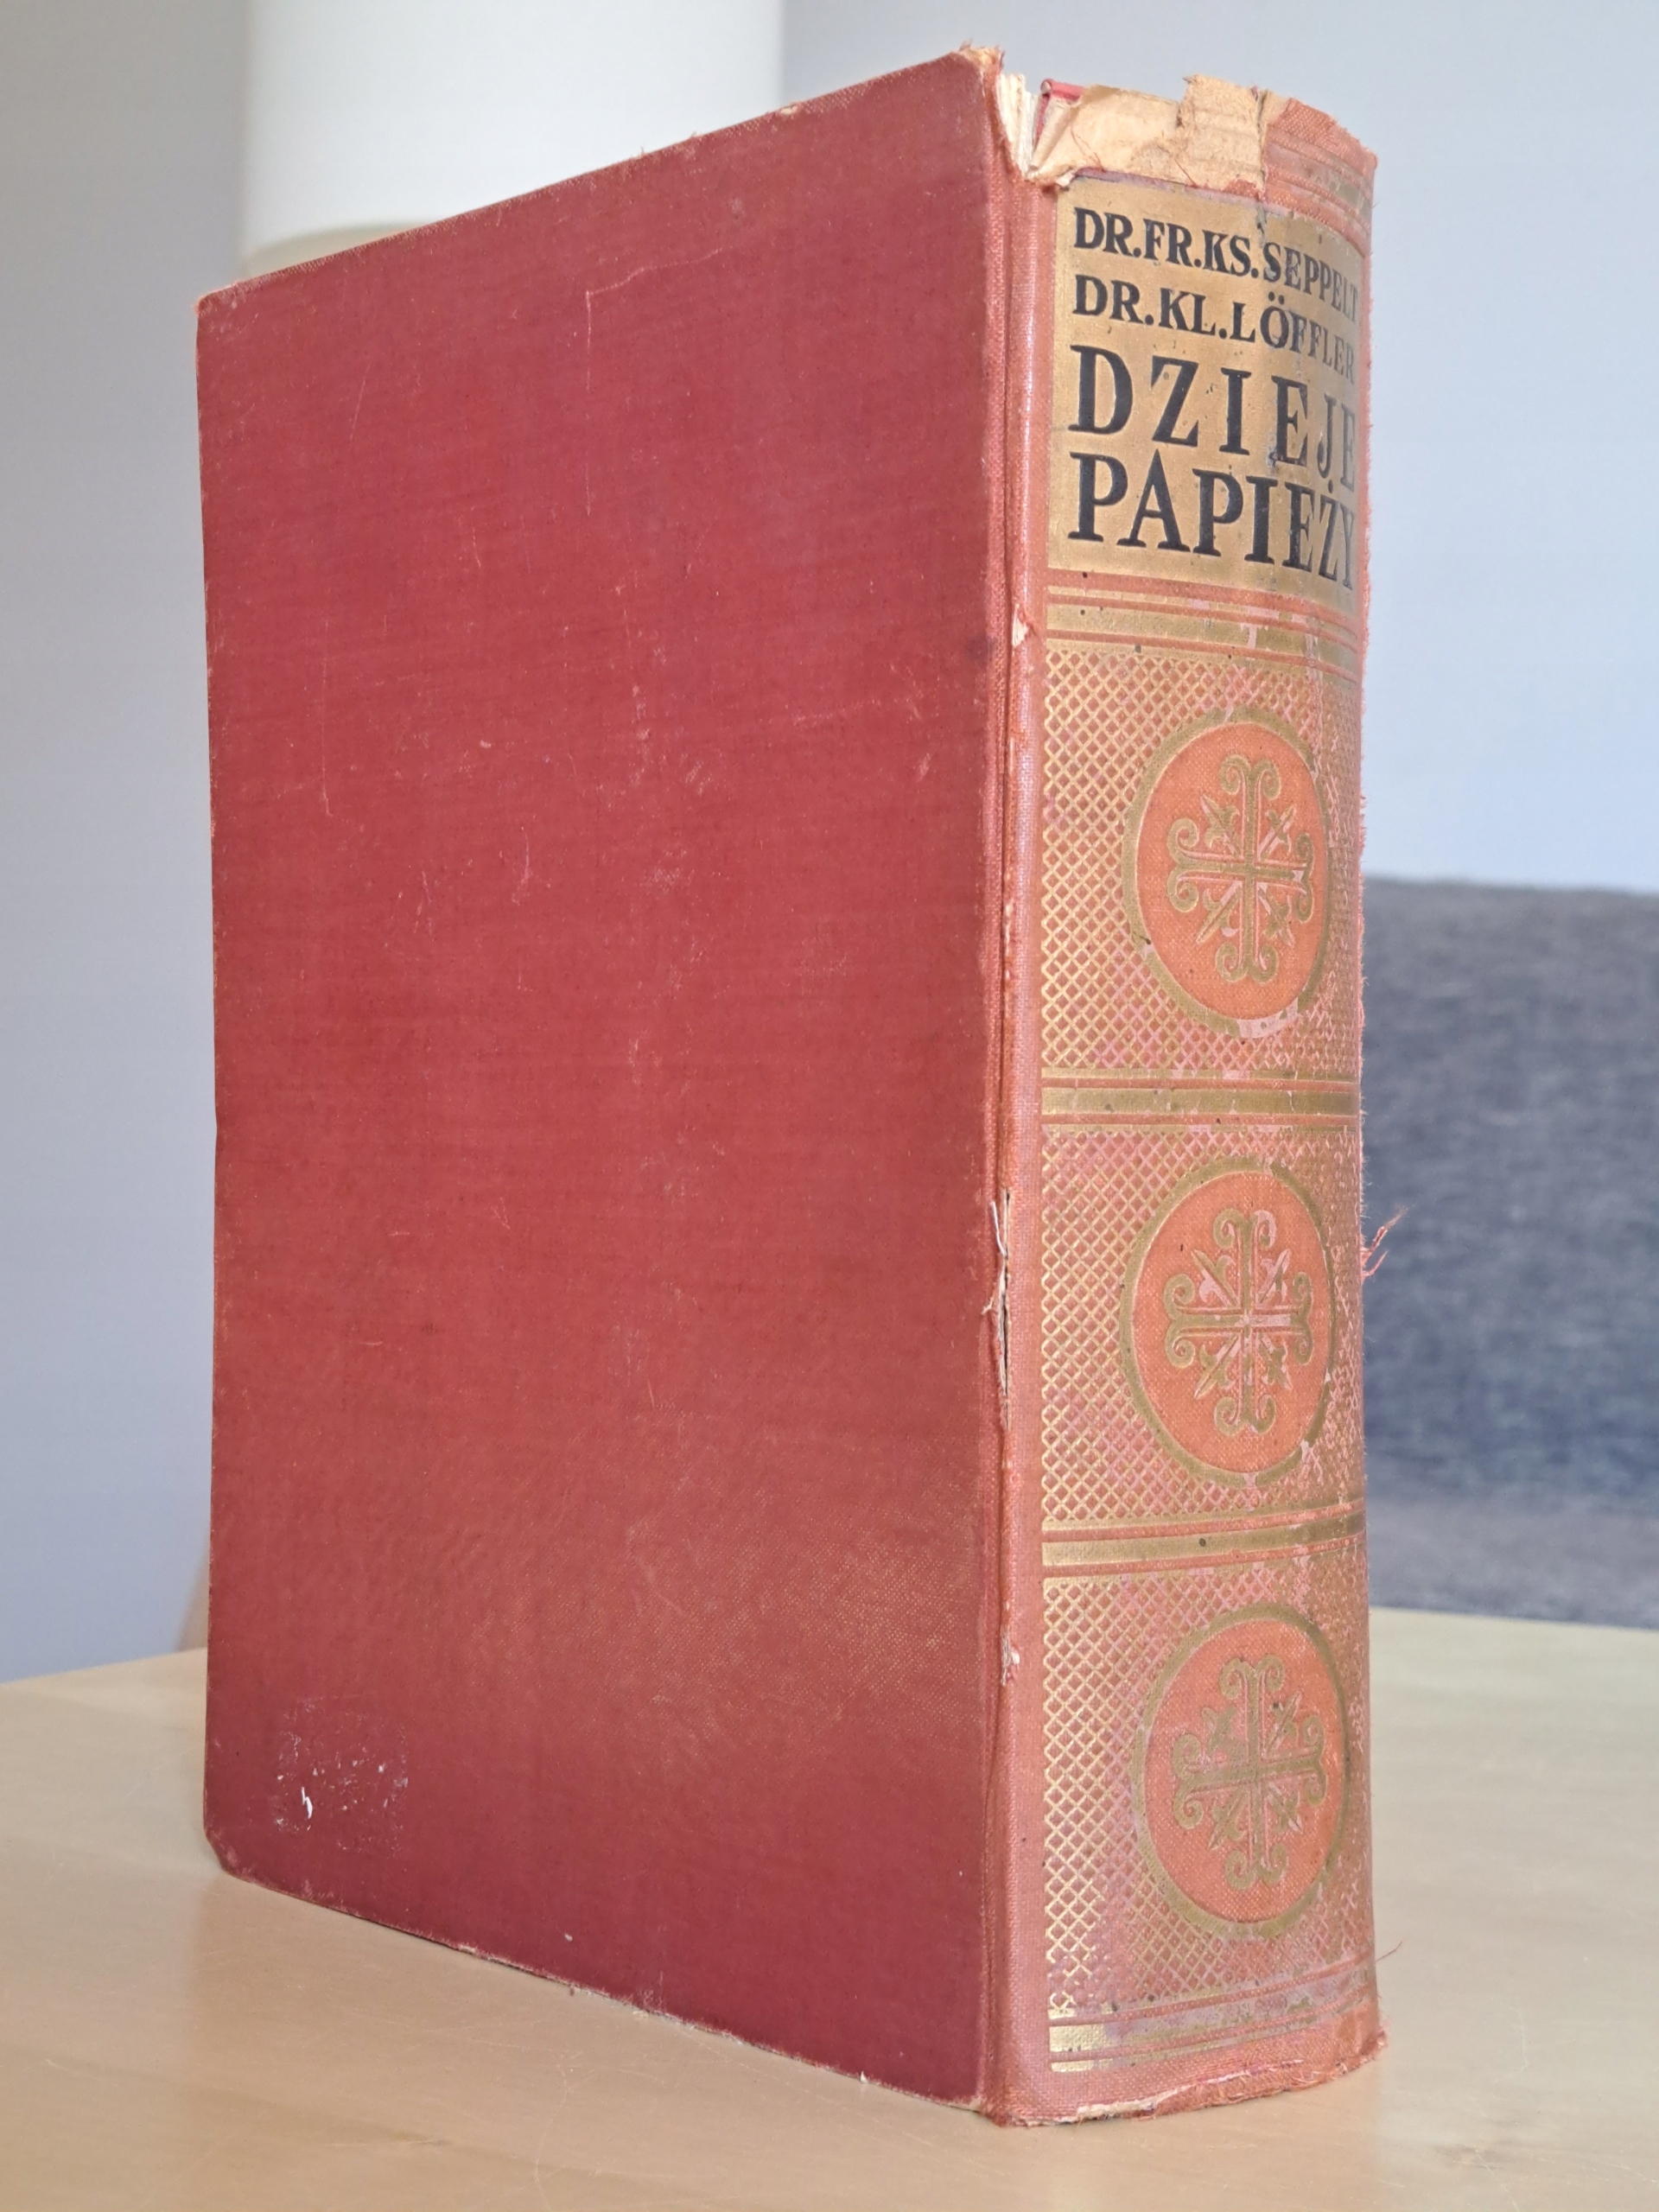 DR.FR.KS.SEPPELT
DR.KL.LÖFFLER
DZIEJE
PAPIEŻY